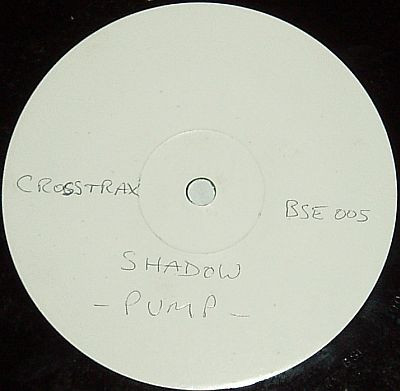 CROSSTRAX
BSE 005
SHADOW
- PUMP -